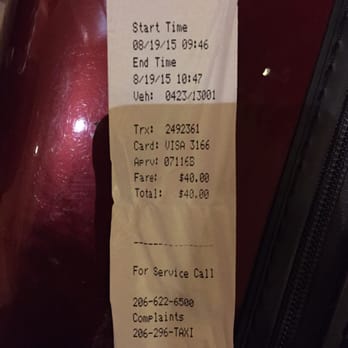 Start Time
08/19/15 09:46
End Time
8/19/15 10:47
Veh: 0423/13001
Trx: 2492361
Card: VISA 3166
Aprv: 07116B
Fare: $40.00
Total: $40.00
--------------
For Service Call
206-622-6500
Complaints
206-296-TAXI